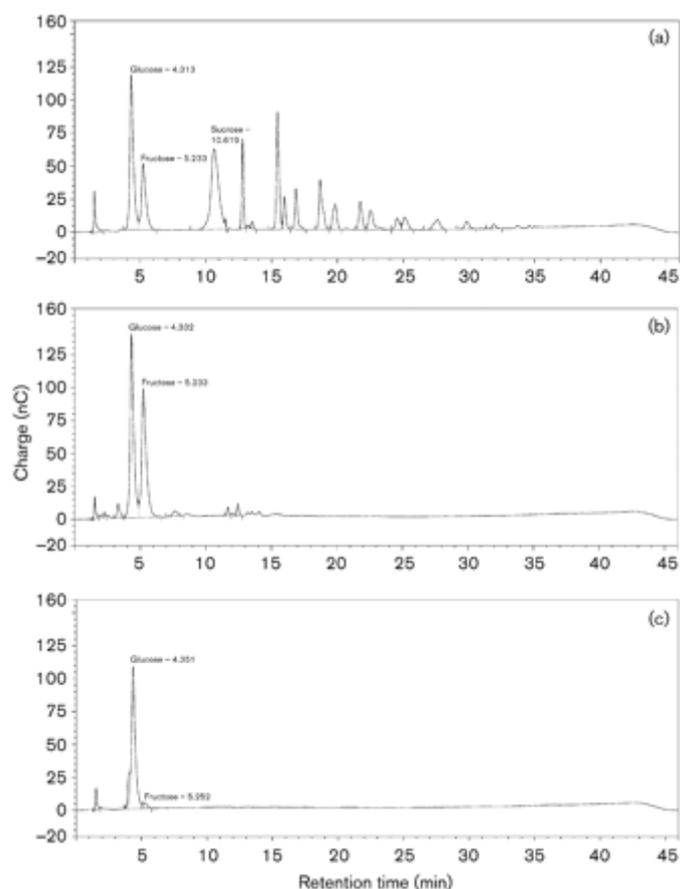 160
(a)
125
Glucose – 4.313
100
Sucrose –
10.619
75
Fructose – 5.233
50
25
0
−20
5 10 15 20 25 30 35 40 45
160
(b)
Glucose – 4.332
125
Fructose – 5.233
100
75
50
25
0
−20
5 10 15 20 25 30 35 40 45
Charge (nC)
160
(c)
125
Glucose – 4.351
100
75
50
25
Fructose – 5.252
0
−20
5 10 15 20 25 30 35 40 45
Retention time (min)